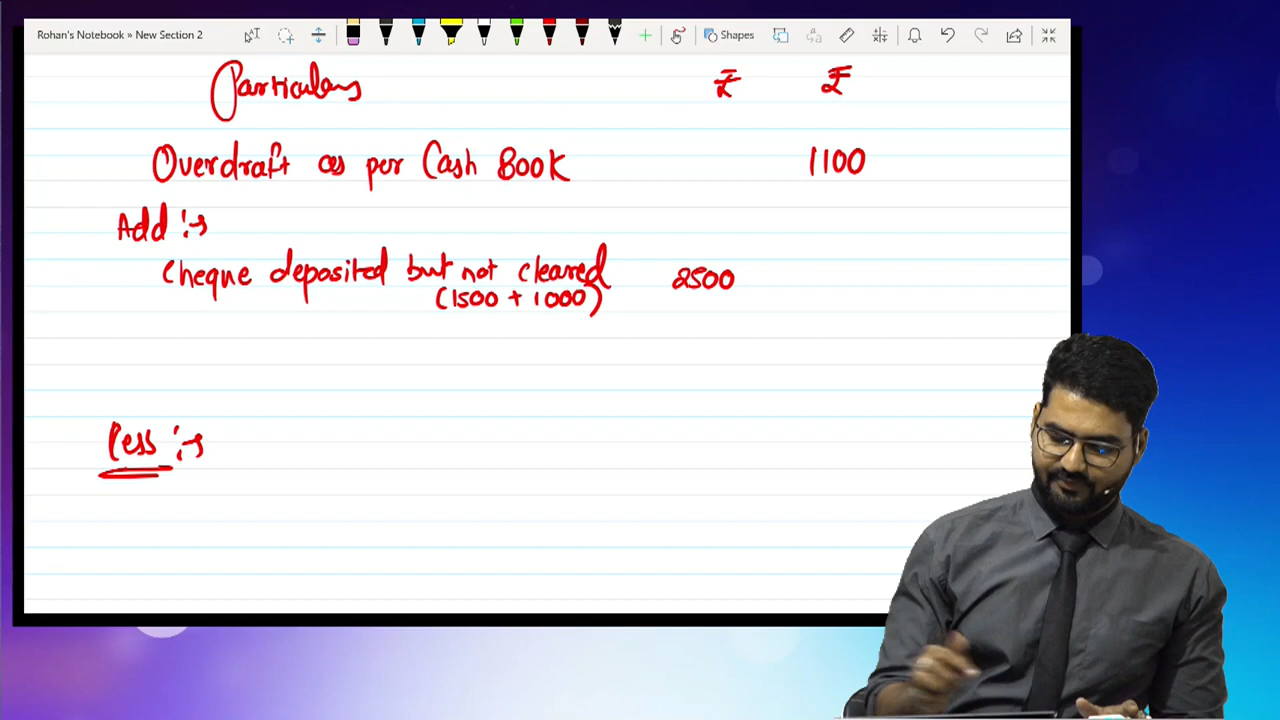 Rohan's Notebook » New Section 2
Shapes
Particulars ₹ ₹
Overdraft as per Cash Book 1100
Add :→
Cheque deposited but not cleared 2500
(1500 + 1000)
Less :→